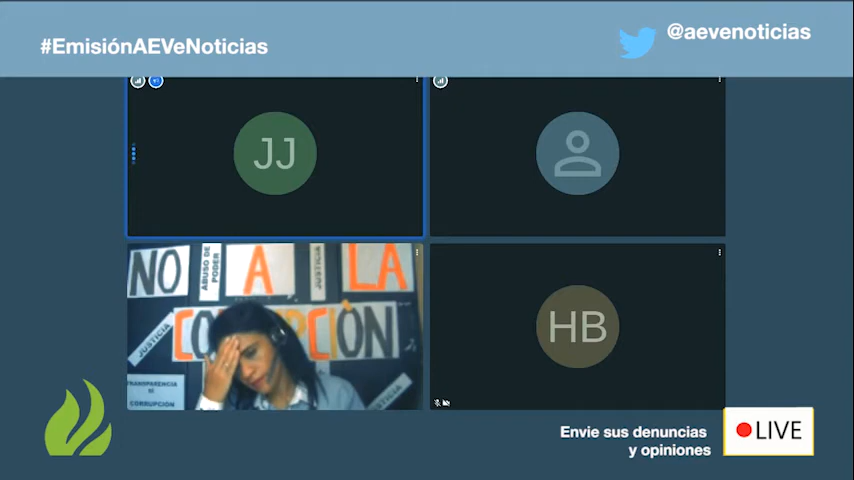 #EmisiónAEVeNoticias
@aevenoticias
JJ
NO A LA
ABUSO DE
PODER
JUSTICIA
CORRUPCIÓN
JUSTICIA
TRANSPARENCIA
CORRUPCIÓN
JUSTICIA
HB
Envie sus denuncias
y opiniones
LIVE